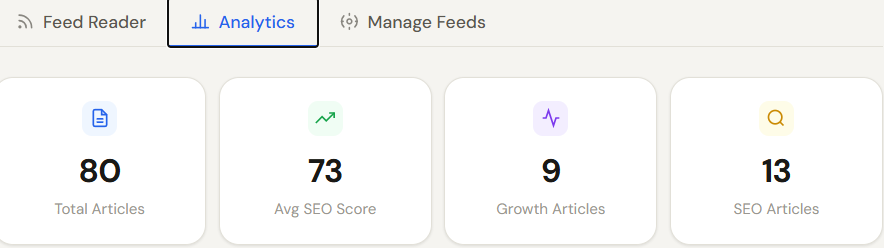 Feed Reader
Analytics
Manage Feeds
80
Total Articles
73
Avg SEO Score
9
Growth Articles
13
SEO Articles